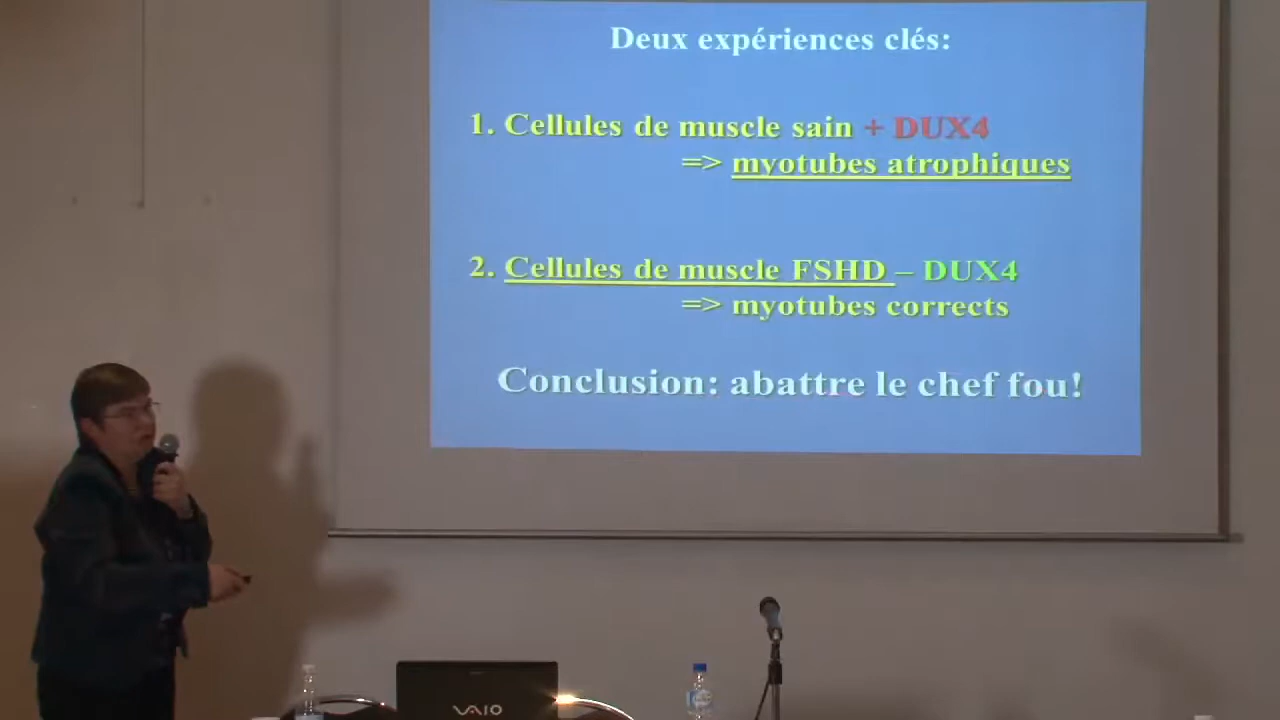 Deux expériences clés:
1. Cellules de muscle sain + DUX4
=> myotubes atrophiques
2. Cellules de muscle FSHD – DUX4
=> myotubes corrects
Conclusion: abattre le chef fou!
VAIO